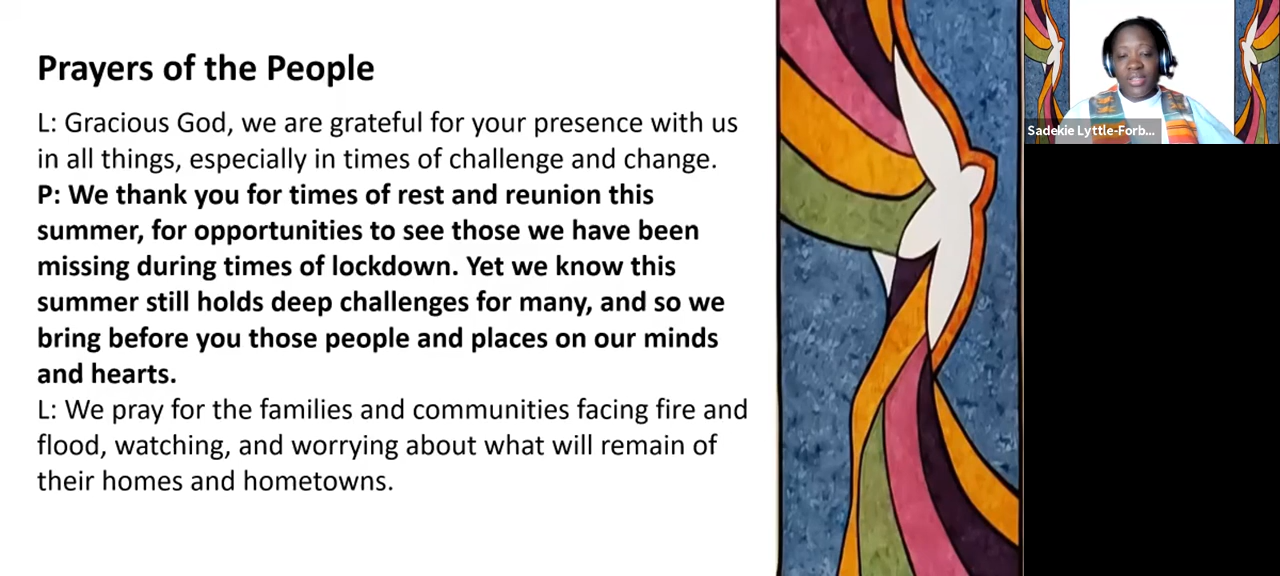 Prayers of the People
L: Gracious God, we are grateful for your presence with us
in all things, especially in times of challenge and change.
P: We thank you for times of rest and reunion this
summer, for opportunities to see those we have been
missing during times of lockdown. Yet we know this
summer still holds deep challenges for many, and so we
bring before you those people and places on our minds
and hearts.
L: We pray for the families and communities facing fire and
flood, watching, and worrying about what will remain of
their homes and hometowns.
Sadekie Lyttle-Forb...